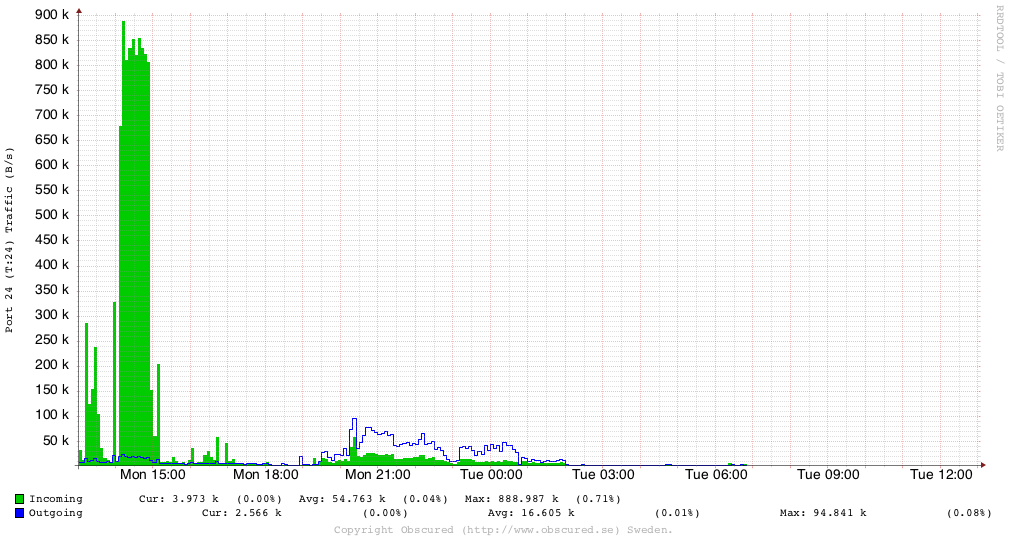 RRDTOOL / TOBI OETIKER
Port 24 (T:24) Traffic (B/s)
900 k
850 k
800 k
750 k
700 k
650 k
600 k
550 k
500 k
450 k
400 k
350 k
300 k
250 k
200 k
150 k
100 k
50 k
Mon 15:00 Mon 18:00 Mon 21:00 Tue 00:00 Tue 03:00 Tue 06:00 Tue 09:00 Tue 12:00
Incoming Cur: 3.973 k (0.00%) Avg: 54.763 k (0.04%) Max: 888.987 k (0.71%)
Outgoing Cur: 2.566 k (0.00%) Avg: 16.605 k (0.01%) Max: 94.841 k (0.08%)
Copyright Obscured (http://www.obscured.se) Sweden.